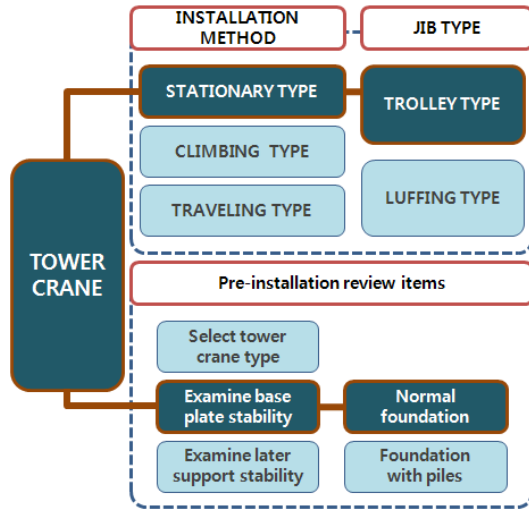 INSTALLATION
METHOD
JIB TYPE
STATIONARY TYPE
TROLLEY TYPE
CLIMBING TYPE
TRAVELING TYPE
LUFFING TYPE
TOWER
CRANE
Pre-installation review items
Select tower
crane type
Examine base
plate stability
Normal
foundation
Examine later
support stability
Foundation
with piles